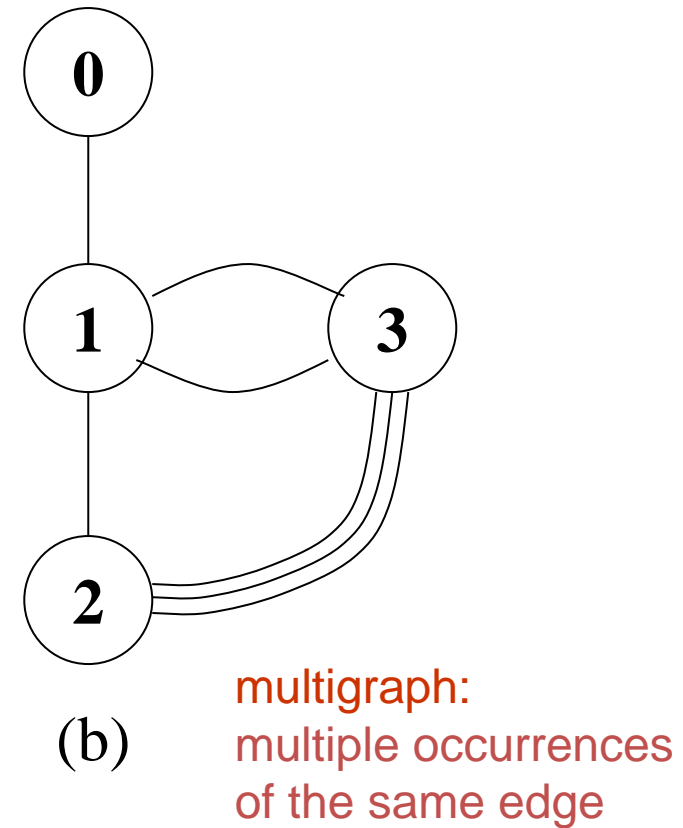 0
1
3
2
(b)
multigraph:
multiple occurrences
of the same edge